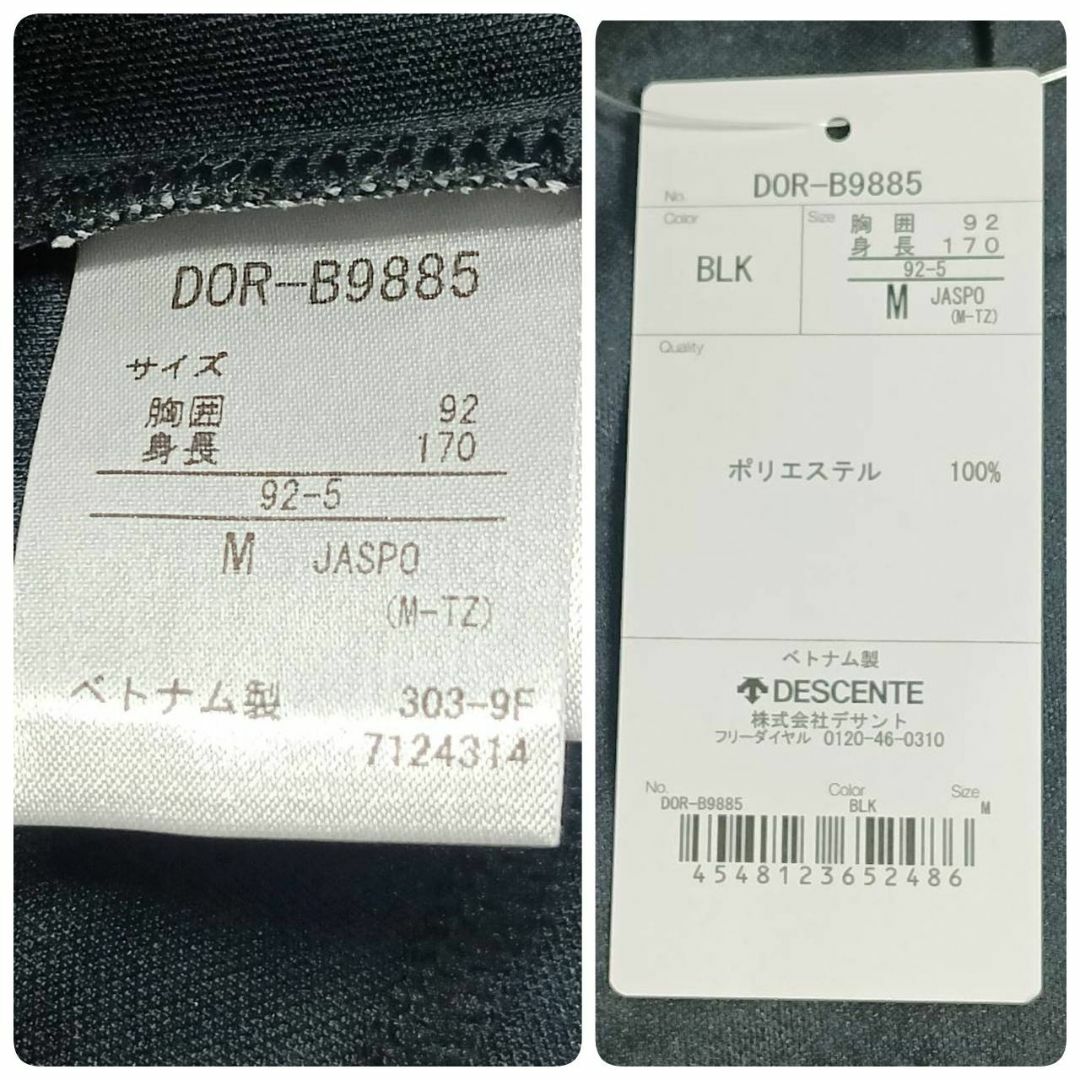 DOR-B9885
サイズ
胸囲 92
身長 170
92-5
M JASPO
(M-TZ)
ベトナム製 303-9F
7124314
No. DOR-B9885
Color
BLK
Size 胸囲 92
身長 170
92-5
M JASPO
(M-TZ)
Quality
ポリエステル 100%
ベトナム製
DESCENTE
株式会社デサント
フリーダイヤル 0120-46-0310
No. Color Size
DOR-B9885 BLK M
4548123652486